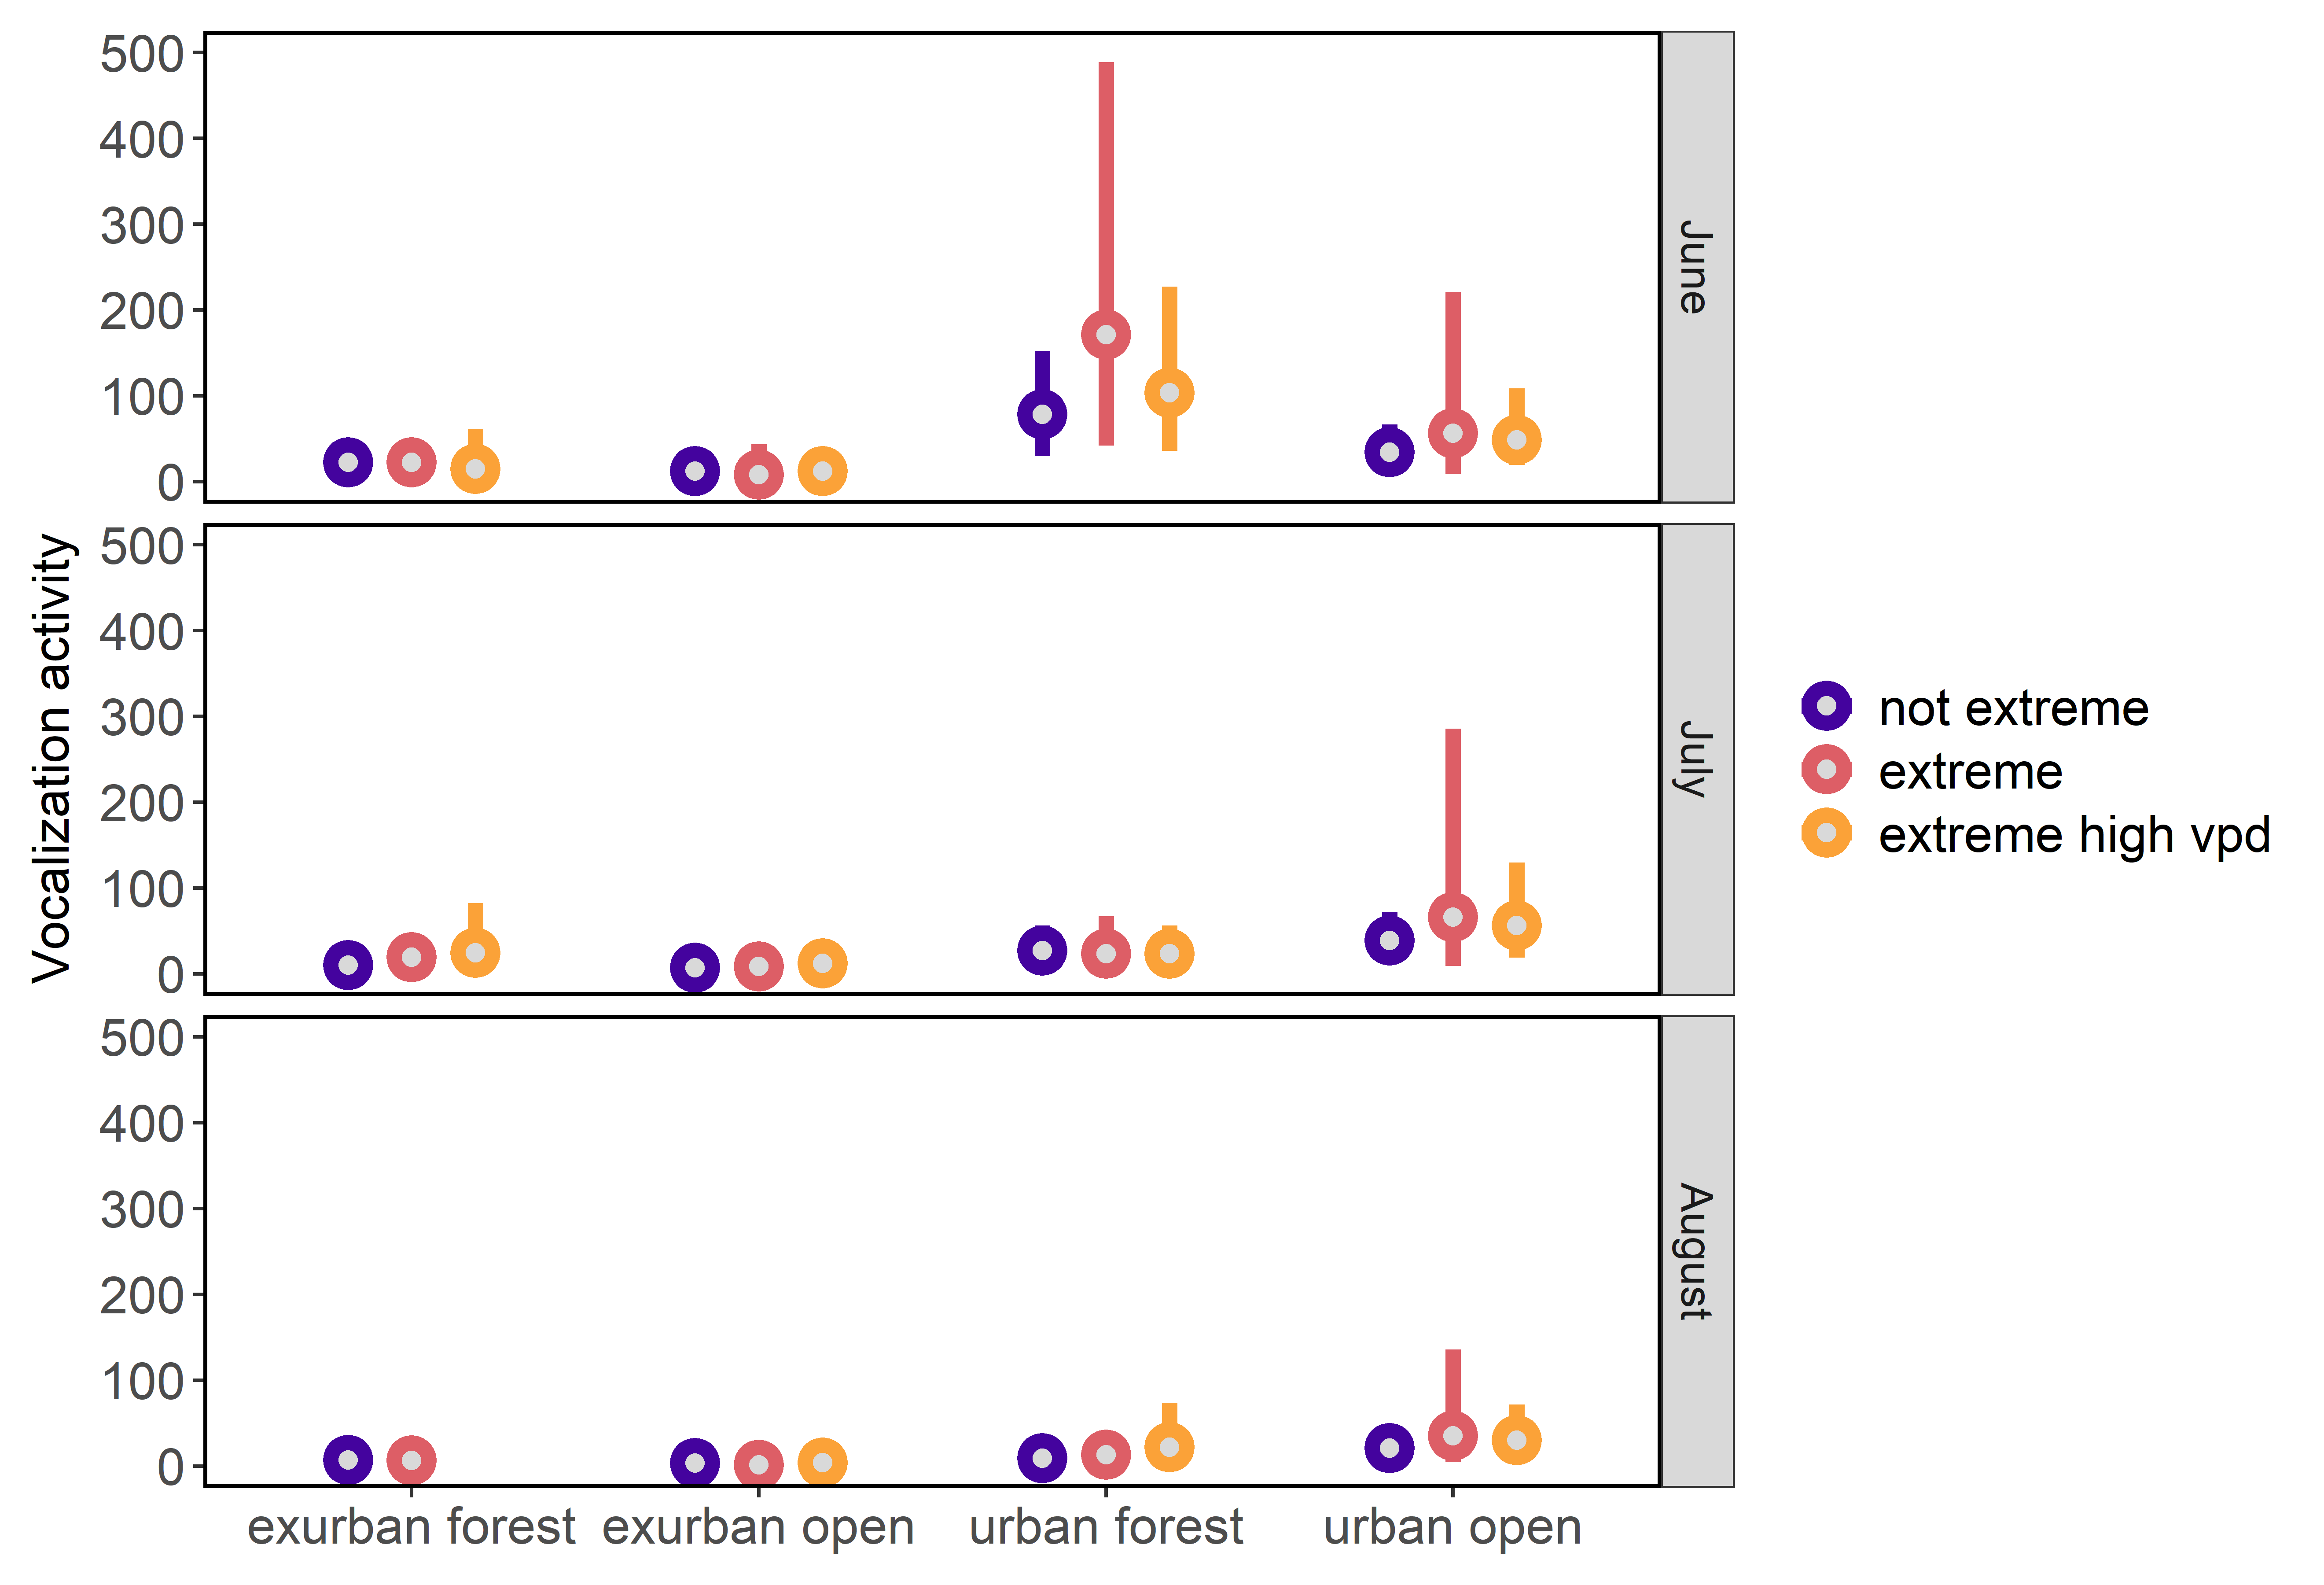 Vocalization activity
500
400
300
200
100
0
June
500
400
300
200
100
0
July
500
400
300
200
100
0
August
exurban forest
exurban open
urban forest
urban open
not extreme
extreme
extreme high vpd